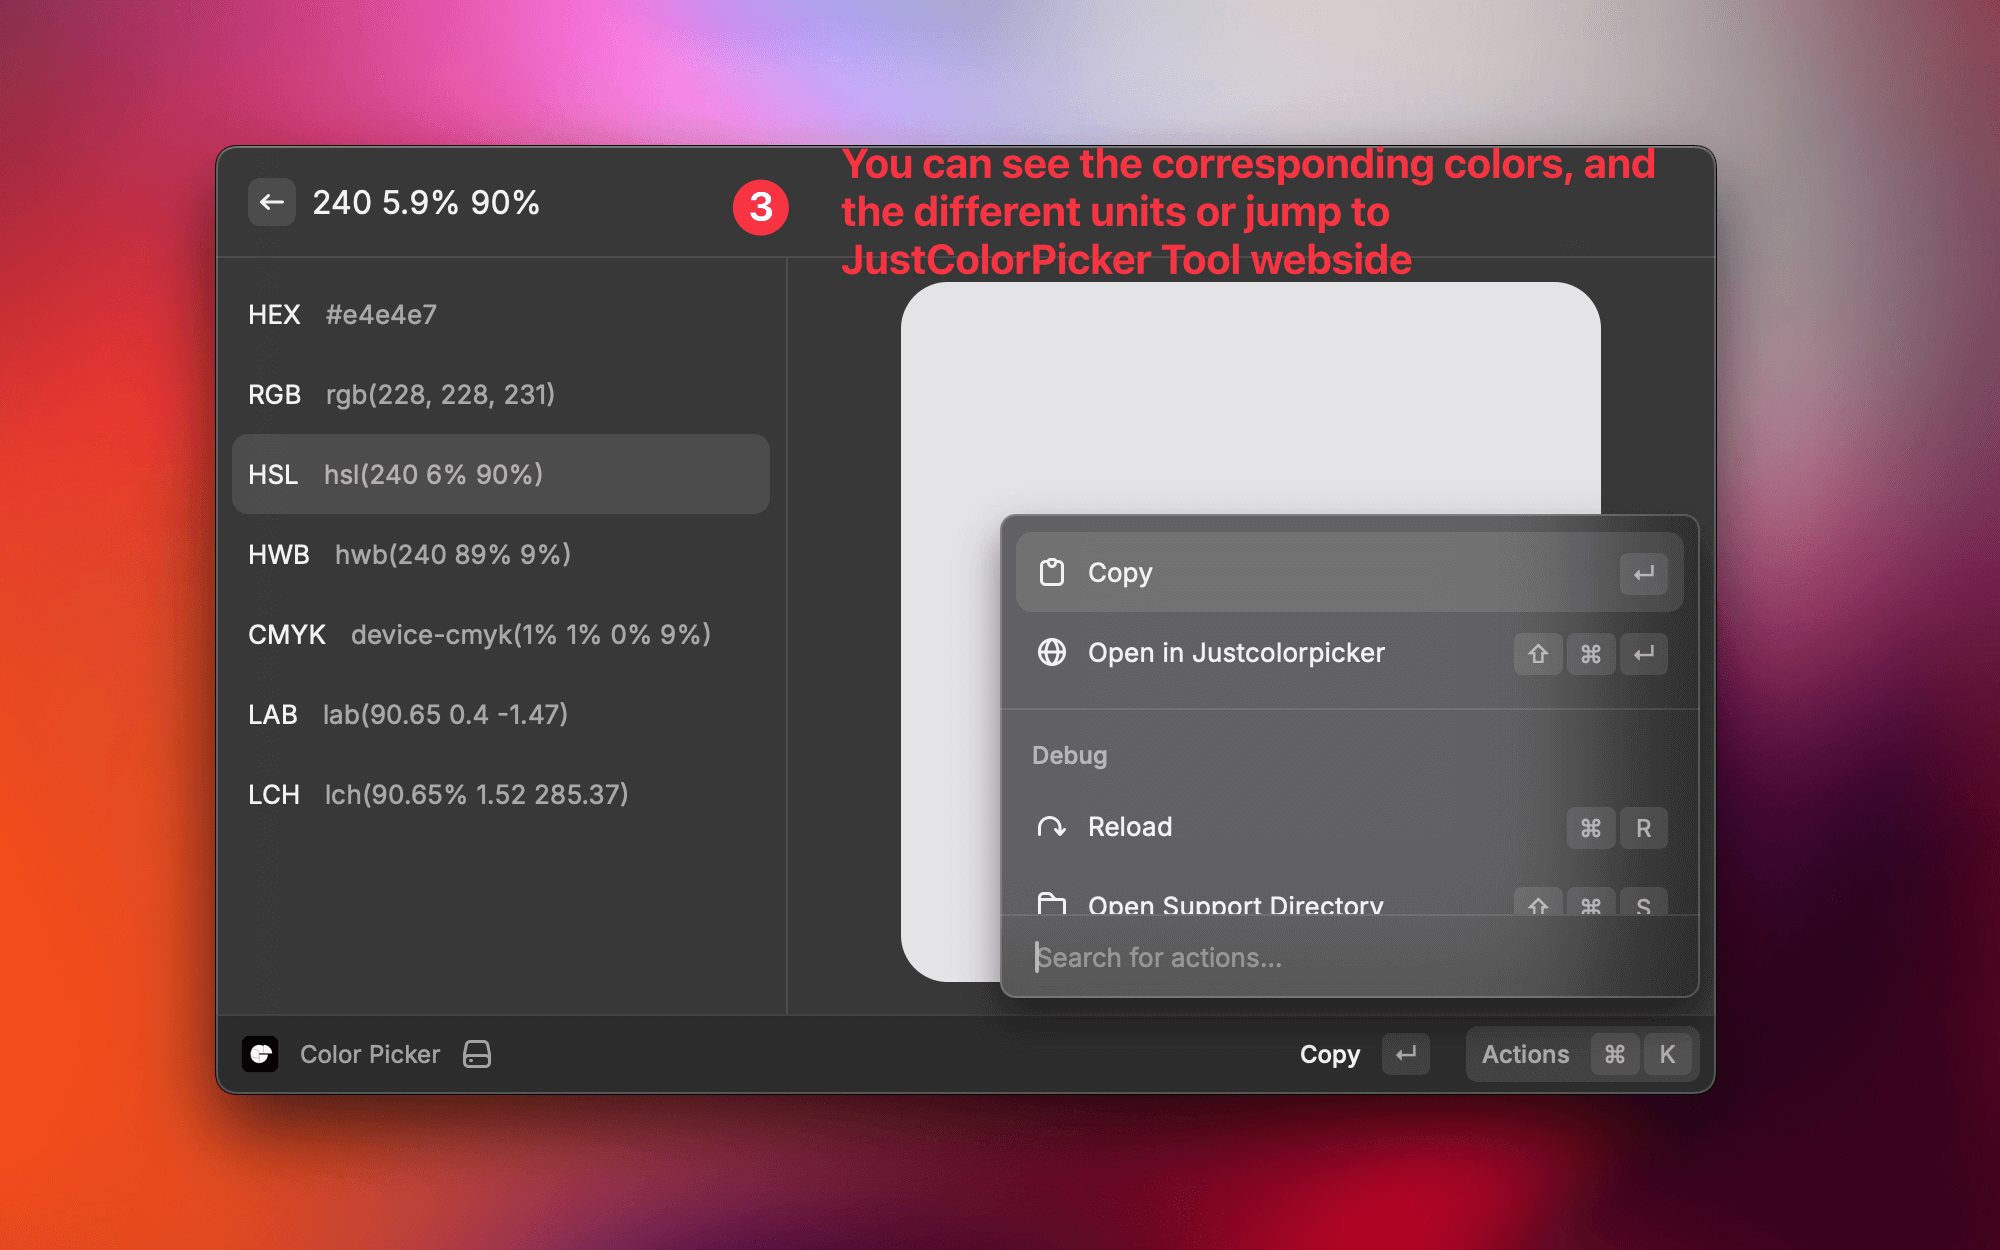 240 5.9% 90%
3
You can see the corresponding colors, and
the different units or jump to
JustColorPicker Tool webside
HEX #e4e4e7
RGB rgb(228, 228, 231)
HSL hsl(240 6% 90%)
HWB hwb(240 89% 9%)
CMYK device-cmyk(1% 1% 0% 9%)
LAB lab(90.65 0.4 -1.47)
LCH lch(90.65% 1.52 285.37)
Copy
Open in Justcolorpicker ⇧ ⌘ ↵
Debug
Reload ⌘ R
Open Support Directory ⇧ ⌘ S
Search for actions...
Color Picker
Copy ↵ Actions ⌘ K